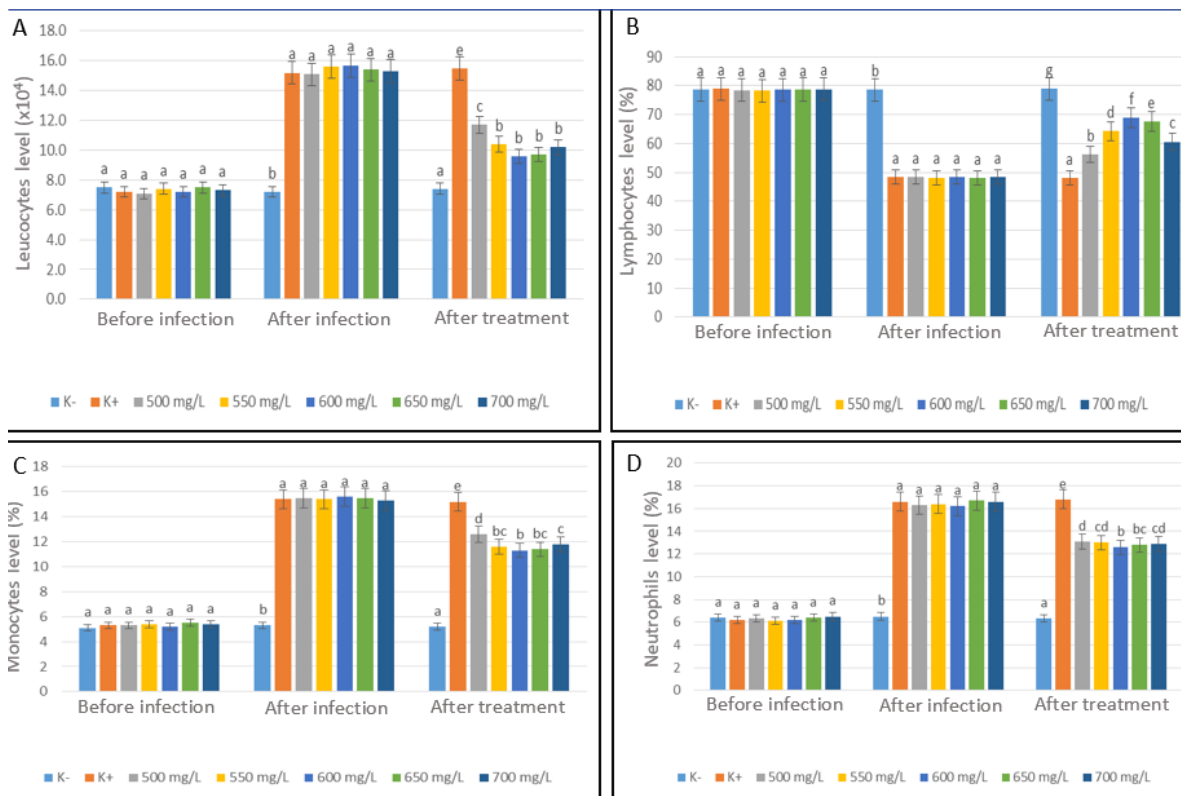 A
Leucocytes level (x10⁴)
18.0
16.0
14.0
12.0
10.0
8.0
6.0
4.0
2.0
0.0
a a a a a a a
b a a a a a a
a e c b b b b
Before infection After infection After treatment
K- K+ 500 mg/L 550 mg/L 600 mg/L 650 mg/L 700 mg/L
B
Lymphocytes level (%)
90
80
70
60
50
40
30
20
10
0
a a a a a a a
b a a a a a a
g a b d f e c
Before infection After infection After treatment
K- K+ 500 mg/L 550 mg/L 600 mg/L 650 mg/L 700 mg/L
C
Monocytes level (%)
18
16
14
12
10
8
6
4
2
0
a a a a a a a
b a a a a a a
a e d bc b bc c
Before infection After infection After treatment
K- K+ 500 mg/L 550 mg/L 600 mg/L 650 mg/L 700 mg/L
D
Neutrophils level (%)
20
18
16
14
12
10
8
6
4
2
0
a a a a a a a
b a a a a a a
a e d cd b bc cd
Before infection After infection After treatment
K- K+ 500 mg/L 550 mg/L 600 mg/L 650 mg/L 700 mg/L